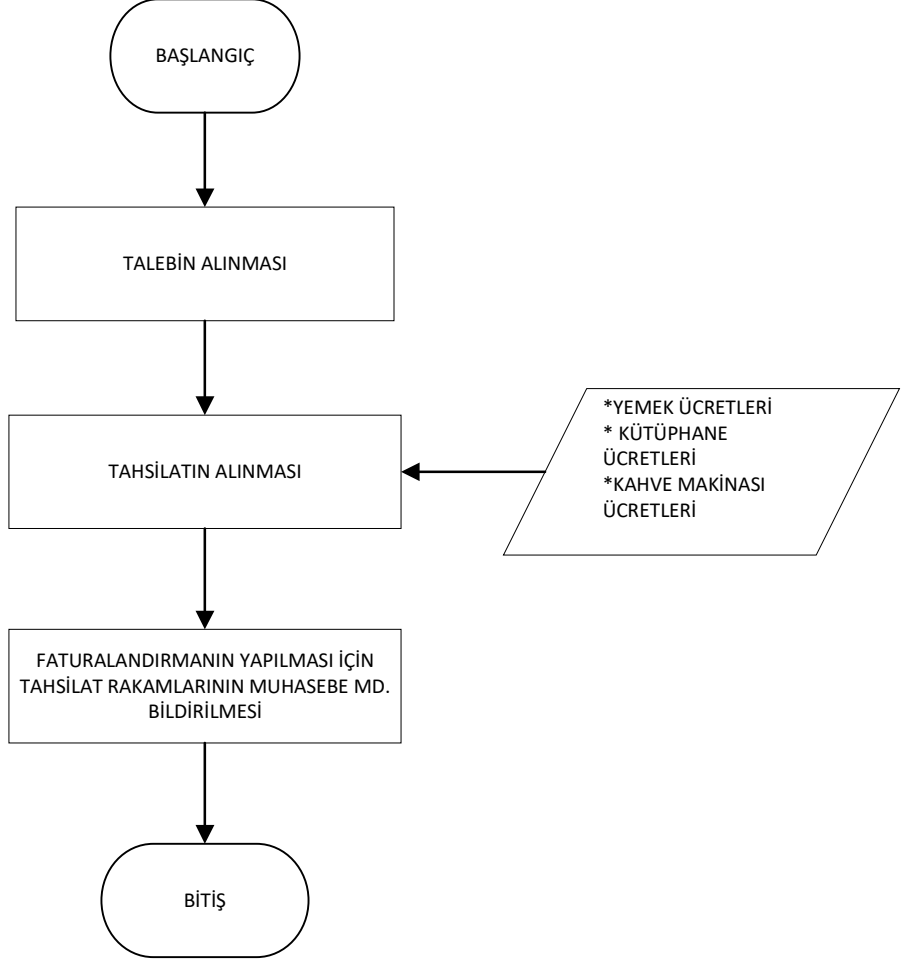 BAŞLANGIÇ
TALEBİN ALINMASI
TAHSİLATIN ALINMASI
*YEMEK ÜCRETLERİ
* KÜTÜPHANE
ÜCRETLERİ
*KAHVE MAKİNASI
ÜCRETLERİ
FATURALANDIRMANIN YAPILMASI İÇİN
TAHSİLAT RAKAMLARININ MUHASEBE MD.
BİLDİRİLMESİ
BİTİŞ